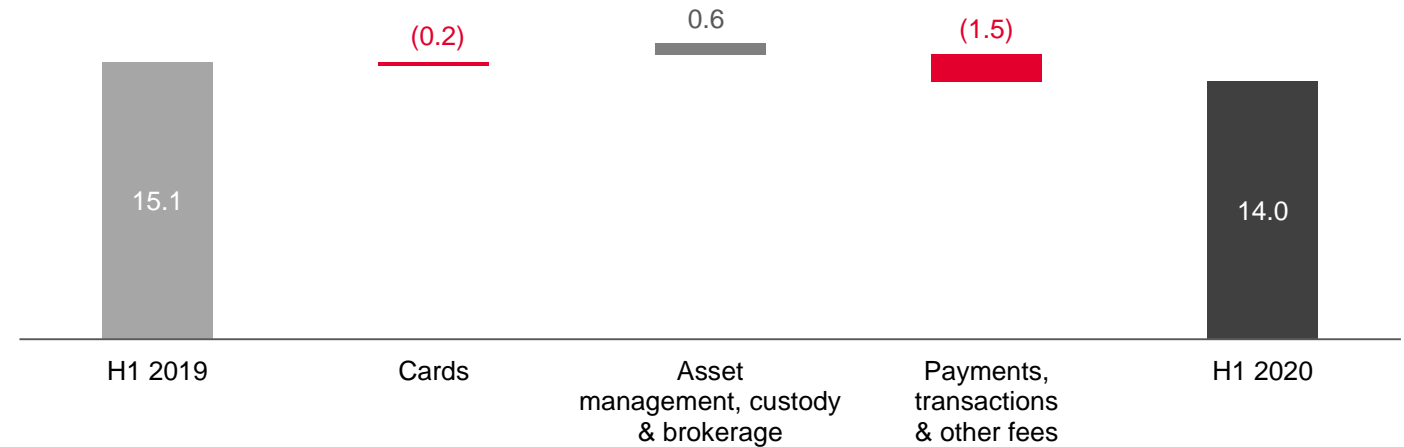 (0.2)
0.6
(1.5)
15.1
14.0
H1 2019
Cards
Asset
management, custody
& brokerage
Payments,
transactions
& other fees
H1 2020